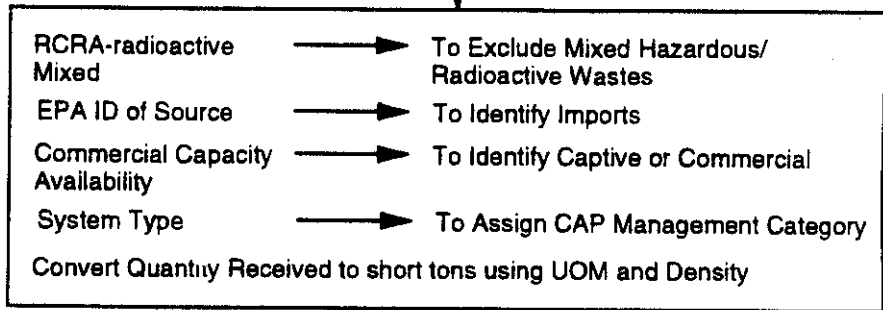 RCRA-radioactive To Exclude Mixed Hazardous/
Mixed Radioactive Wastes
EPA ID of Source To Identify Imports
Commercial Capacity To Identify Captive or Commercial
Availability
System Type To Assign CAP Management Category
Convert Quantity Received to short tons using UOM and Density